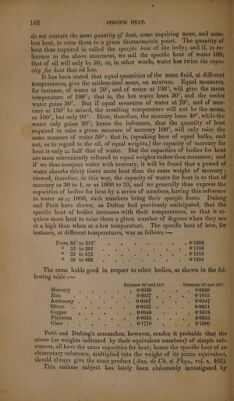 162 SPECIFIC HEAT.
do not contain the same quantity of heat, some requiring more, and some
less heat, to raise them to a given thermometric point. The quantity of
heat thus required is called the specific heat of the body; and if, in re-
ference to the above statement, we call the specific heat of water 100,
that of oil will only be 50; or, in other words, water has twice the capa-
city for heat that oil has.
It has been stated that equal quantities of the same fluid, at different
temperatures, give the arithmetical mean, on mixture. Equal measures,
for instance, of water at 70°, and of water at 130°, will give the mean
temperature of 100°; that is, the hot water loses 30°, and the colder
water gains 30°. But if equal measures of water at 70°, and of mer-
cury at 130° be mixed, the resulting temperature will not be the mean,
or 100°, but only 90°. Here, therefore, the mercury loses 40°, while the
water only gains 20°; hence the inference, that the quantity of heat
required to raise a given measure of mercury 100°, will only raise the
same measure of water 50°: that is, (speaking here of equal bulks, and
not, as in regard to the oil, of equal weights,) the capacity of mercury for
heat is only as half that of water. But the capacities of bodies for heat
are most conveniently referred to equal weights rather than measures; and
if we thus compare water with mercury, it will be found that a pound of
water absorbs thirty times more heat than the same weight of mercury;
viewed, therefore, in this way, the capacity of water for heat is to that of
mercury as 30 to 1, or as 1000 to 33, and we generally thus express the
capacities of bodies for heat by a series of numbers, having this reference
to water as = 1000, such numbers being their specific heats. Dulong
and Petit have shown, as Dalton had previously anticipated, that the
specific heat of bodies increases with their temperatures, so that it re-
quires more heat to raise them a given number of degrees when they are
at a high than when at a low temperature. The specific heat of iron, for
instance, at different temperatures, was as follows:—
From 32° to 212° . . . 0·1098
" 32 to 392 . . . 0·1150
" 32 to 572 . . . 0·1218
" 32 to 662 . . . 0·1255
The same holds good in respect to other bodies, as shown in the fol-
lowing table:—
Between 32° and 212° Between 32° and 572°
Mercury . . 0·0330 . . 0·0350
Zinc . . 0·0927 . . 0·1015
Antimony . . 0·0507 . . 0·0547
Silver . . 0·0557 . . 0·0611
Copper . . 0·0949 . . 0·1013
Platinum . . 0·0335 . . 0·0355
Glass . . 0·1770 . . 0·1900
Petit and Dulong's researches, however, tender it probable that the
atoms (or weights indicated by their equivalent numbers) of simple sub-
stances, all have the same capacities for heat; hence the specific heat of an
elementary substance, multiplied into the weight of its prime equivalent,
should always give the same product (Ann. de Ch. et Phys., vol. x. 403).
This curious subject has lately been elaborately investigated by